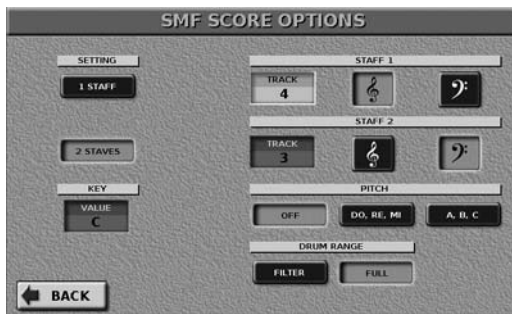 SMF SCORE OPTIONS
SETTING
1 STAFF
2 STAVES
KEY
VALUE
C
STAFF 1
TRACK
4
STAFF 2
TRACK
3
PITCH
OFF
DO, RE, MI
A, B, C
DRUM RANGE
FILTER
FULL
BACK